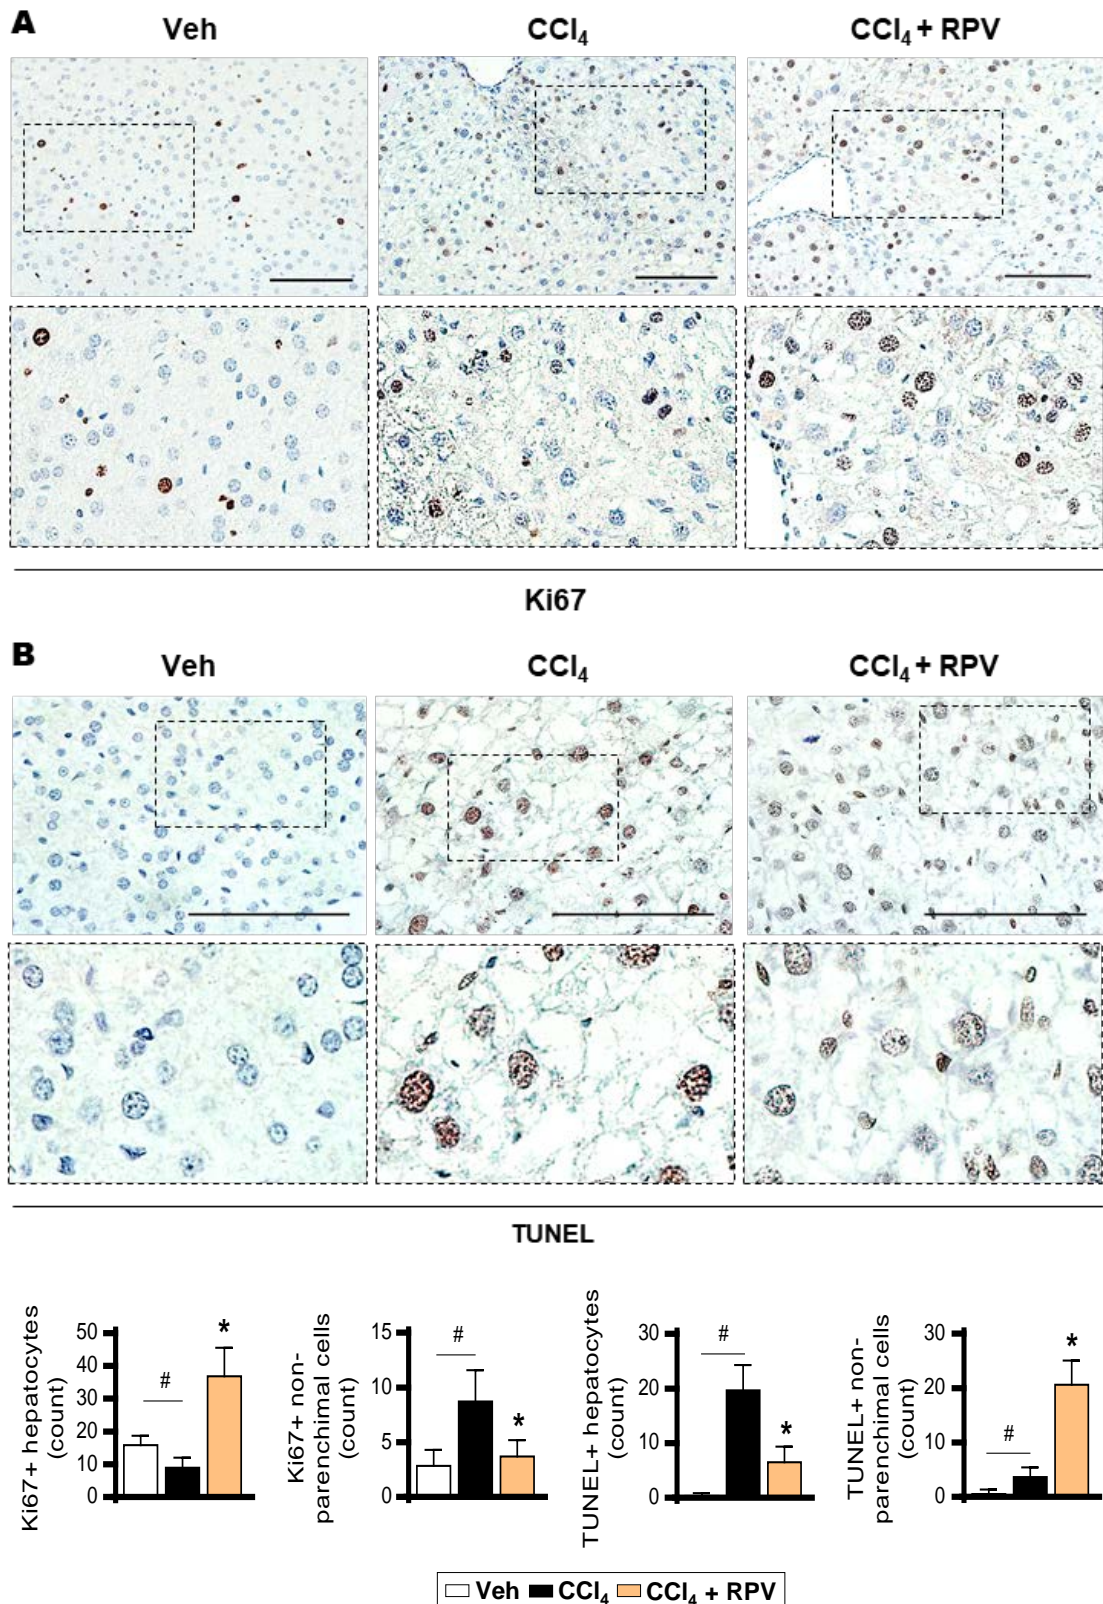 A
Veh
CCl₄
CCl₄ + RPV
Ki67
B
Veh
CCl₄
CCl₄ + RPV
TUNEL
Ki67+ hepatocytes
(count)
50
40
30
20
10
0
#
*
Ki67+ non-
parenchimal cells
(count)
15
10
5
0
#
*
TUNEL+ hepatocytes
(count)
30
20
10
0
#
*
TUNEL+ non-
parenchimal cells
(count)
30
20
10
0
#
*
Veh CCl₄ CCl₄ + RPV